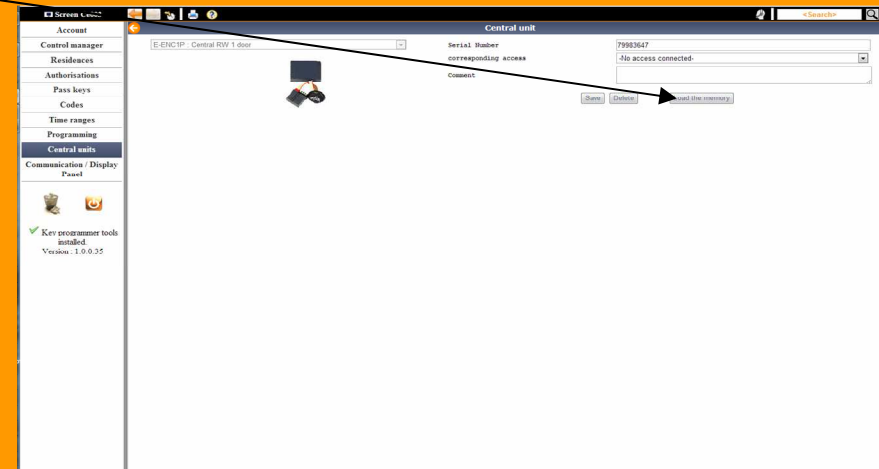 Screen
<Search>
Account
Central unit
Control manager
E-ENC1P : Central RW 1 door
Serial Number
79983647
Residences
corresponding access
-No access connected-
Authorisations
Comment
Pass keys
Codes
Save
Delete
the memory
Time ranges
Programming
Central units
Communication / Display
Panel
Key programmer tools
installed.
Version : 1.0.0.35